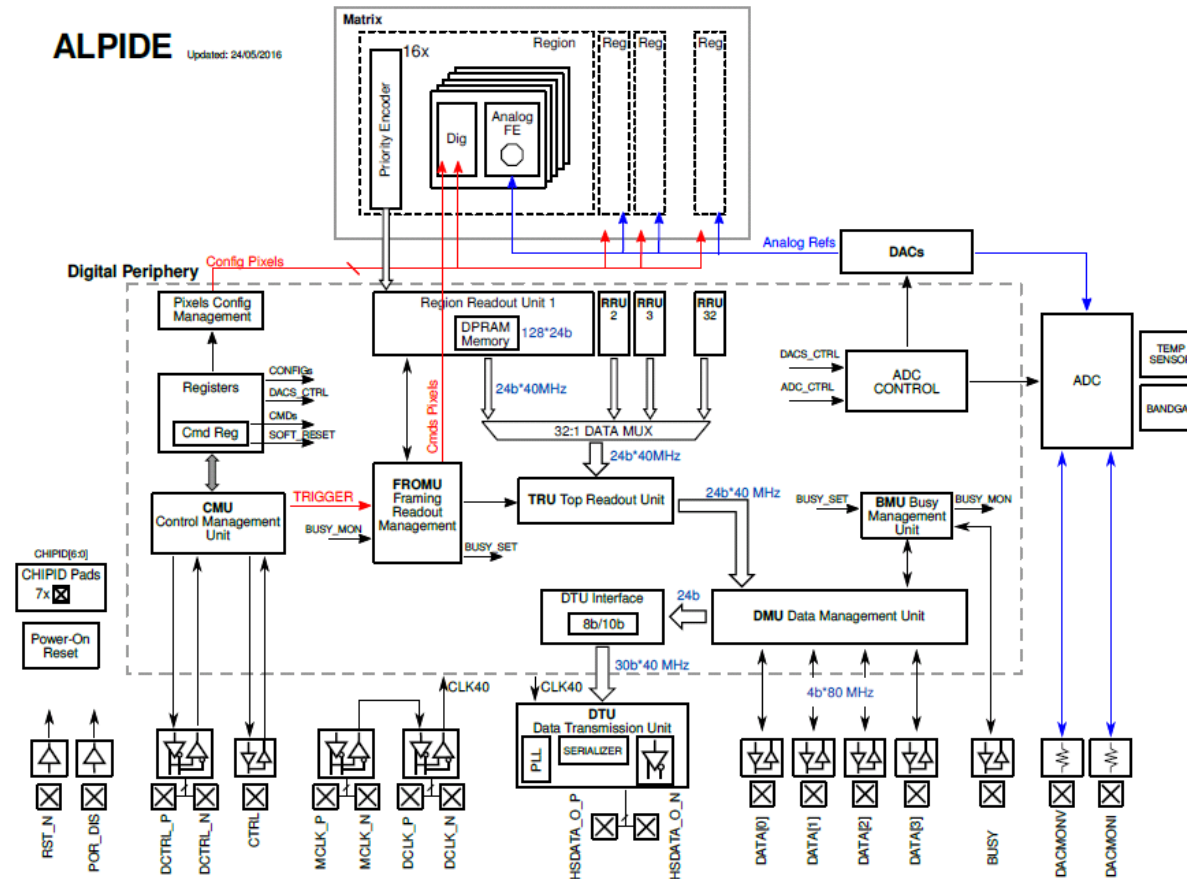 ALPIDE Updated: 24/05/2016
Matrix
16x
Region
Reg
Reg
Reg
Priority Encoder
Dig
Analog
FE
Analog Refs
DACs
Config Pixels
Digital Periphery
Pixels Config
Management
Region Readout Unit 1
DPRAM
Memory
128*24b
RRU
2
RRU
3
RRU
32
Registers
Cmd Reg
CONFIGs
DACS_CTRL
CMDs
SOFT_RESET
Cmds Pixels
24b*40MHz
32:1 DATA MUX
24b*40MHz
DACS_CTRL
ADC_CTRL
ADC
CONTROL
ADC
TEMP
SENSOR
CMU
Control Management
Unit
TRIGGER
BUSY_MON
FROMU
Framing
Readout
Management
BUSY_SET
TRU Top Readout Unit
24b*40 MHz
BUSY_SET
BMU Busy
Management
Unit
BUSY_MON
CHIPID[6:0]
CHIPID Pads
7x
Power-On
Reset
DTU Interface
8b/10b
24b
DMU Data Management Unit
30b*40 MHz
CLK40
CLK40
4b*80 MHz
DTU
Data Transmission Unit
PLL
SERIALIZER
RST_N
POR_DIS
DCTRL_P
DCTRL_N
CTRL
MCLK_P
MCLK_N
DCLK_P
DCLK_N
HSDATA_O_P
HSDATA_O_N
DATA[0]
DATA[1]
DATA[2]
DATA[3]
BUSY
DACMONV
DACMONI